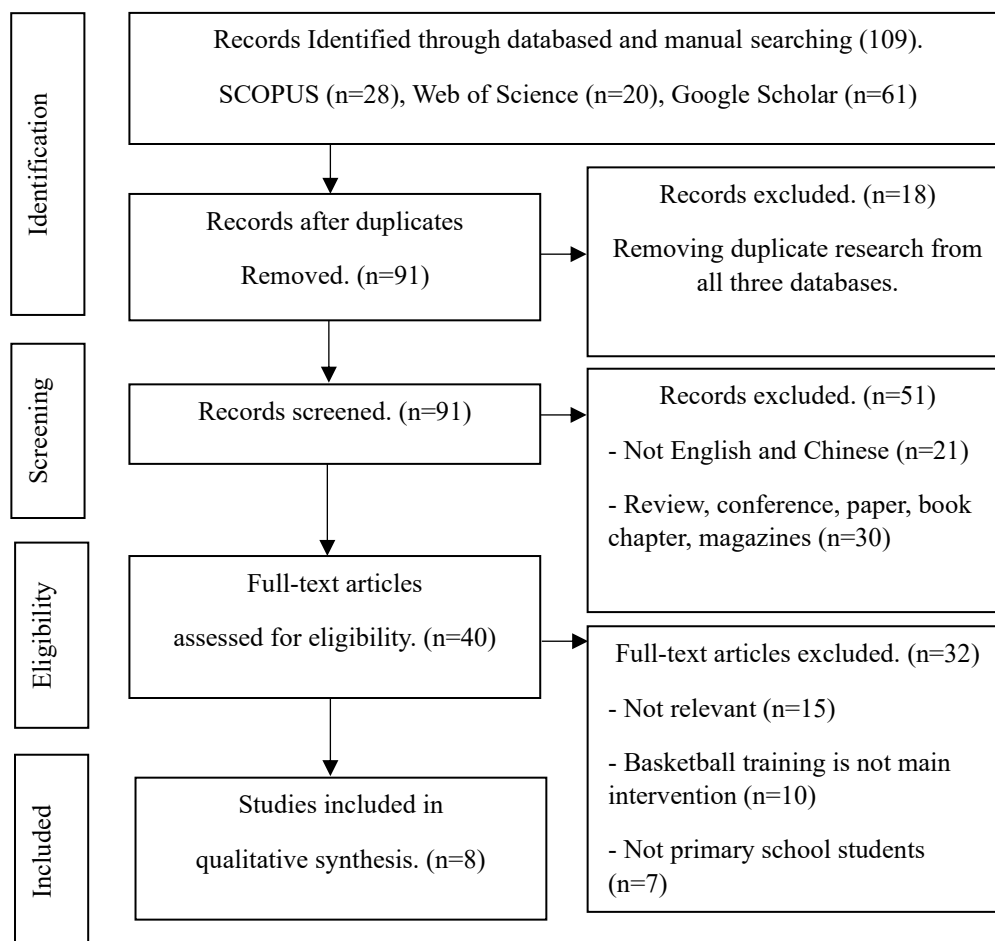 Identification
Records Identified through databased and manual searching (109).
SCOPUS (n=28), Web of Science (n=20), Google Scholar (n=61)
Records after duplicates
Removed. (n=91)
Records excluded. (n=18)
Removing duplicate research from
all three databases.
Screening
Records screened. (n=91)
Records excluded. (n=51)
- Not English and Chinese (n=21)
- Review, conference, paper, book
chapter, magazines (n=30)
Eligibility
Full-text articles
assessed for eligibility. (n=40)
Full-text articles excluded. (n=32)
- Not relevant (n=15)
- Basketball training is not main
intervention (n=10)
- Not primary school students
(n=7)
Included
Studies included in
qualitative synthesis. (n=8)